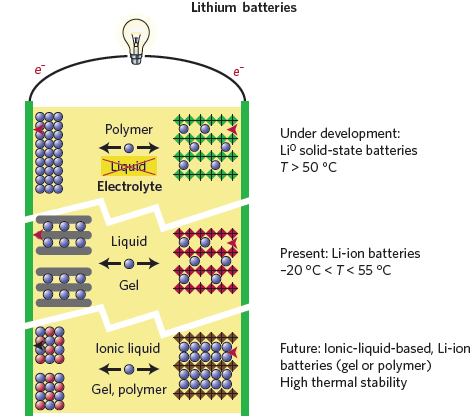 Lithium batteries
e⁻
e⁻
Polymer
Liquid
Electrolyte
Under development:
Li⁰ solid-state batteries
T > 50 °C
Liquid
Gel
Present: Li-ion batteries
–20 °C < T < 55 °C
Ionic liquid
Gel, polymer
Future: Ionic-liquid-based, Li-ion
batteries (gel or polymer)
High thermal stability